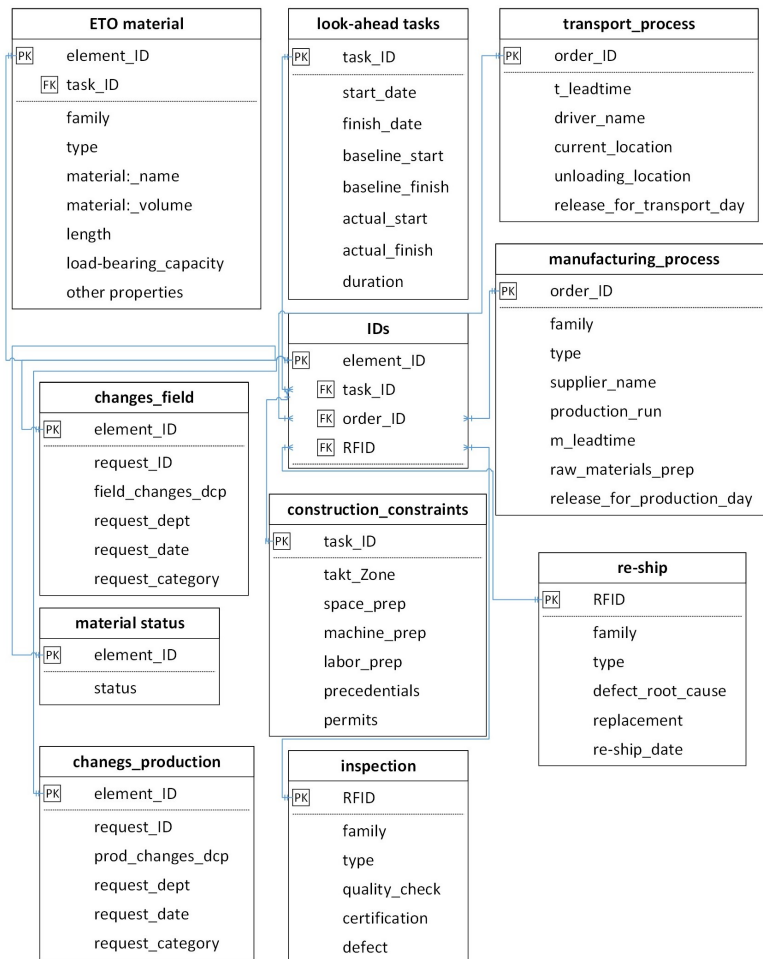 ETO material
PK element_ID
FK task_ID
family
type
material:_name
material:_volume
length
load-bearing_capacity
other properties
look-ahead tasks
PK task_ID
start_date
finish_date
baseline_start
baseline_finish
actual_start
actual_finish
duration
transport_process
PK order_ID
t_leadtime
driver_name
current_location
unloading_location
release_for_transport_day
manufacturing_process
PK order_ID
family
type
supplier_name
production_run
m_leadtime
raw_materials_prep
release_for_production_day
IDs
PK element_ID
FK task_ID
FK order_ID
FK RFID
changes_field
PK element_ID
request_ID
field_changes_dcp
request_dept
request_date
request_category
construction_constraints
PK task_ID
takt_Zone
space_prep
machine_prep
labor_prep
precedentials
permits
re-ship
PK RFID
family
type
defect_root_cause
replacement
re-ship_date
material status
PK element_ID
status
chanegs_production
PK element_ID
request_ID
prod_changes_dcp
request_dept
request_date
request_category
inspection
PK RFID
family
type
quality_check
certification
defect